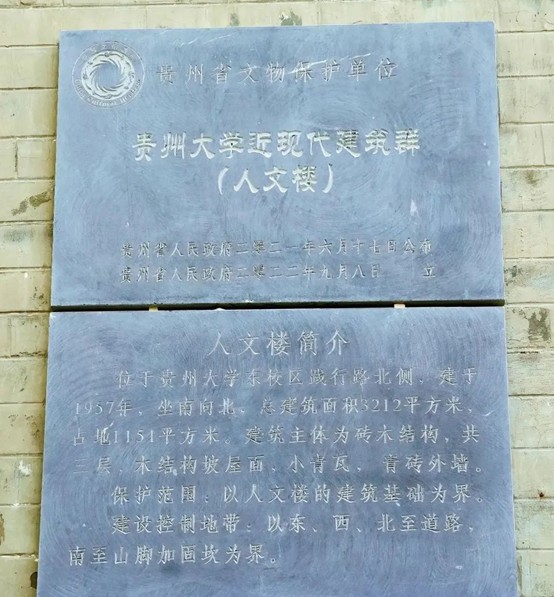 贵州省文物保护单位
贵州大学近现代建筑群
（人文楼）
贵州省人民政府二零二一年六月十七日公布
贵州省人民政府二零二二年九月八日 立
人文楼简介
位于贵州大学东校区溅行路北侧，建于
1957年，坐南向北，总建筑面积3212平方米，
占地1151平方米。建筑主体为砖木结构，共
三层，木结构坡屋面，小青瓦，青砖外墙。
保护范围：以人文楼的建筑基础为界。
建设控制地带：以东、西、北至道路，
南至山脚加固坎为界。